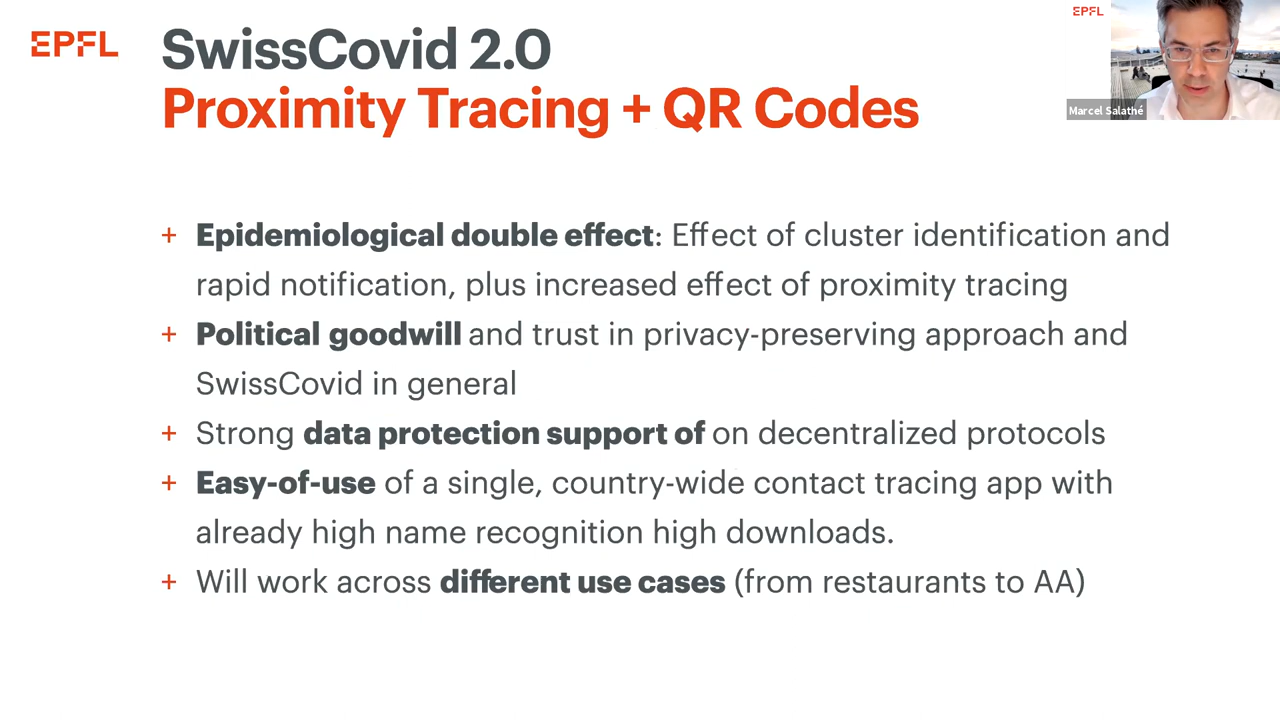 EPFL
SwissCovid 2.0
Proximity Tracing + QR Codes
EPFL
Marcel Salathé
+ Epidemiological double effect: Effect of cluster identification and
rapid notification, plus increased effect of proximity tracing
+ Political goodwill and trust in privacy-preserving approach and
SwissCovid in general
+ Strong data protection support of on decentralized protocols
+ Easy-of-use of a single, country-wide contact tracing app with
already high name recognition high downloads.
+ Will work across different use cases (from restaurants to AA)